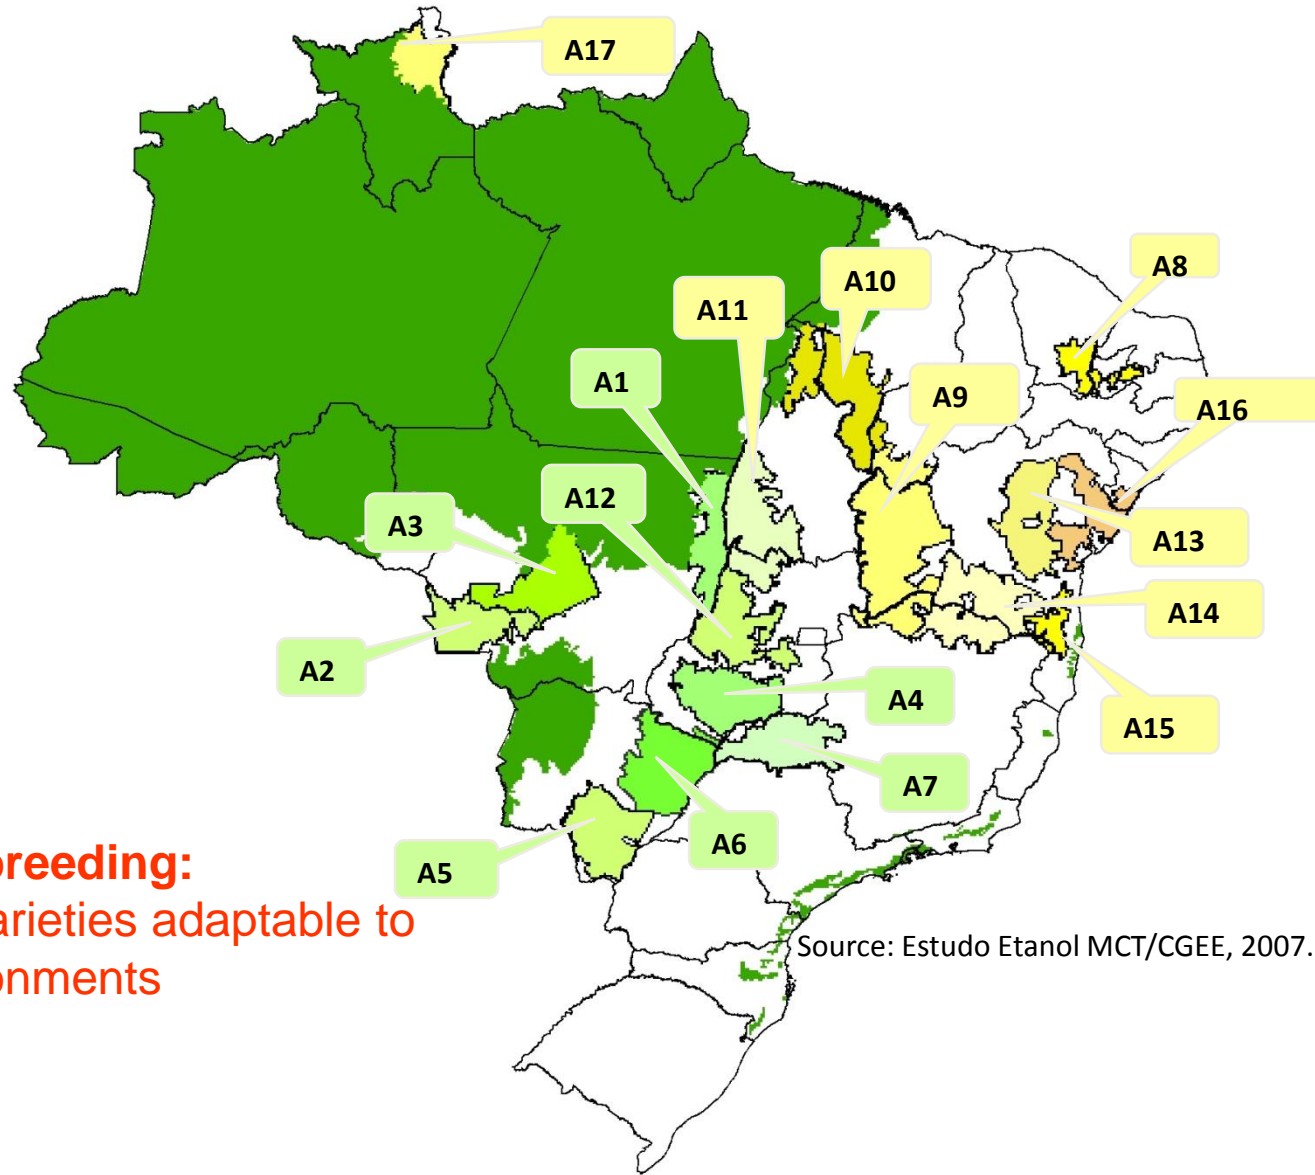 A17
A8
A10
A11
A1
A9
A16
A12
A3
A13
A14
A2
A4
A15
A7
A6
A5
breeding:
arieties adaptable to
onments
Source: Estudo Etanol MCT/CGEE, 2007.